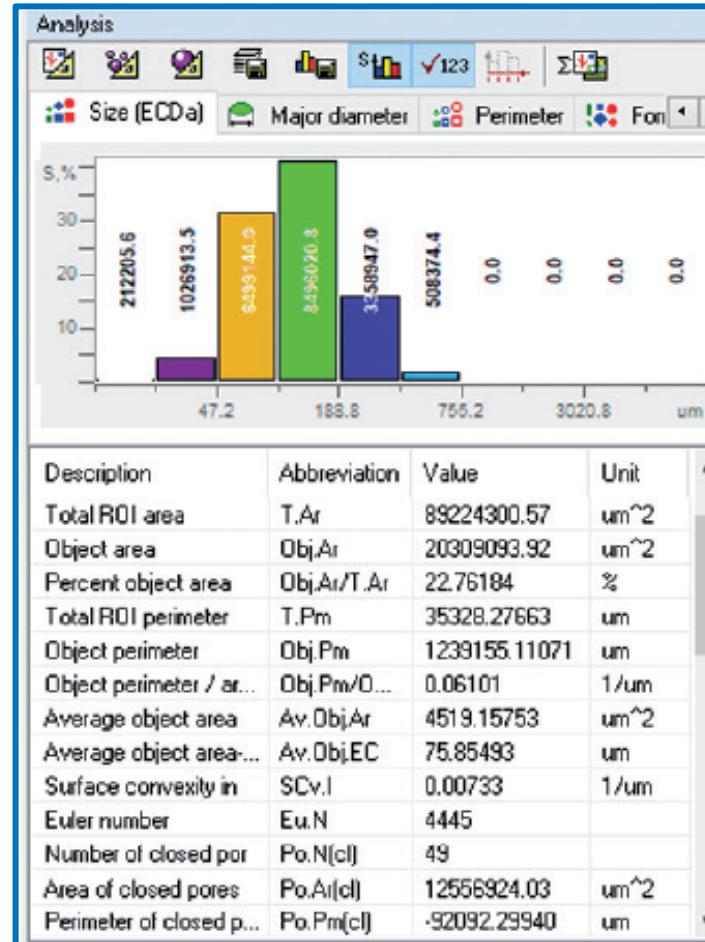 Analysis
S 123 Σ
Size (ECDa) Major diameter Perimeter For
S,%
30
20
10
212205.6 1026913.5 6499144.0 8496020.8 3358947.0 508374.4 0.0 0.0 0.0 0.0
47.2 188.8 755.2 3020.8 um
Description Abbreviation Value Unit
Total ROI area T.Ar 89224300.57 um^2
Object area Obj.Ar 20309093.92 um^2
Percent object area Obj.Ar/T.Ar 22.76184 %
Total ROI perimeter T.Pm 35328.27663 um
Object perimeter Obj.Pm 1239155.11071 um
Object perimeter / ar... Obj.Pm/O... 0.06101 1/um
Average object area Av.Obj.Ar 4519.15753 um^2
Average object area-... Av.Obj.EC 75.85493 um
Surface convexity in SCv.I 0.00733 1/um
Euler number Eu.N 4445
Number of closed por Po.N(cl) 49
Area of closed pores Po.Ar(cl) 12556924.03 um^2
Perimeter of closed p... Po.Pm(cl) -92092.29940 um